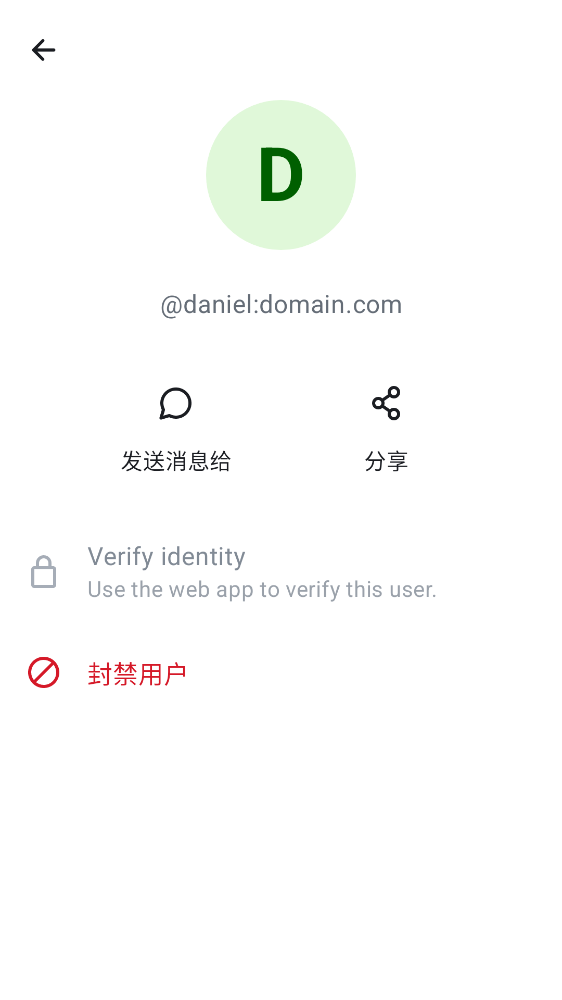 D
@daniel:domain.com
发送消息给
分享
Verify identity
Use the web app to verify this user.
封禁用户